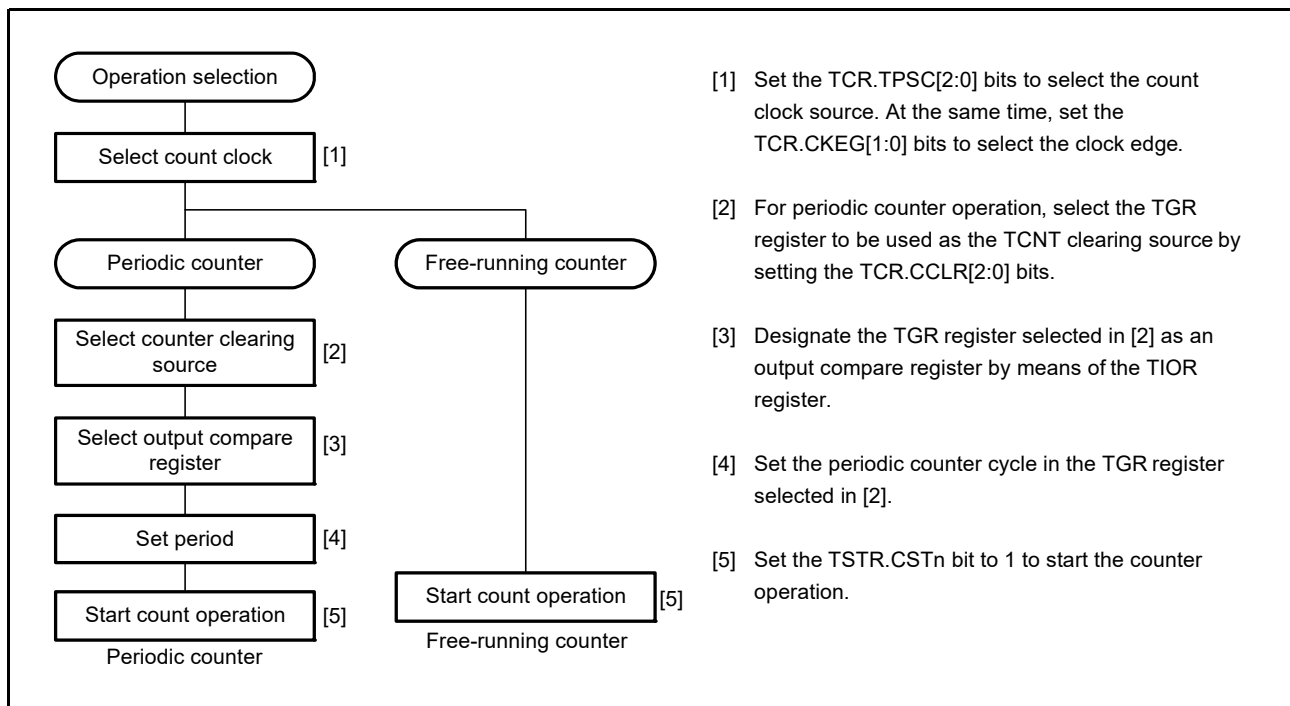 Operation selection
Select count clock
[1]
Periodic counter
Free-running counter
Select counter clearing
source
[2]
Select output compare
register
[3]
Set period
[4]
Start count operation
[5]
Periodic counter
Start count operation
[5]
Free-running counter
[1] Set the TCR.TPSC[2:0] bits to select the count
clock source. At the same time, set the
TCR.CKEG[1:0] bits to select the clock edge.
[2] For periodic counter operation, select the TGR
register to be used as the TCNT clearing source by
setting the TCR.CCLR[2:0] bits.
[3] Designate the TGR register selected in [2] as an
output compare register by means of the TIOR
register.
[4] Set the periodic counter cycle in the TGR register
selected in [2].
[5] Set the TSTR.CSTn bit to 1 to start the counter
operation.